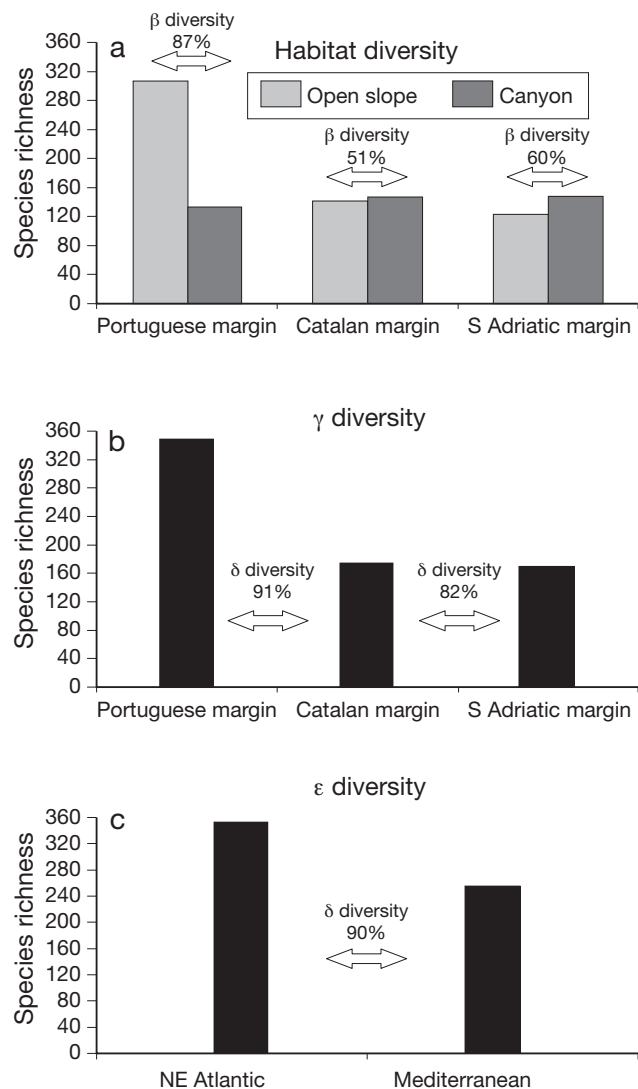 β diversity
87%
a
Habitat diversity
Open slope
Canyon
β diversity
51%
β diversity
60%
Species richness
360
320
280
240
200
160
120
80
40
0
Portuguese margin
Catalan margin
S Adriatic margin
γ diversity
b
Species richness
360
320
280
240
200
160
120
80
40
0
δ diversity
91%
δ diversity
82%
Portuguese margin
Catalan margin
S Adriatic margin
ε diversity
c
Species richness
360
320
280
240
200
160
120
80
40
0
δ diversity
90%
NE Atlantic
Mediterranean